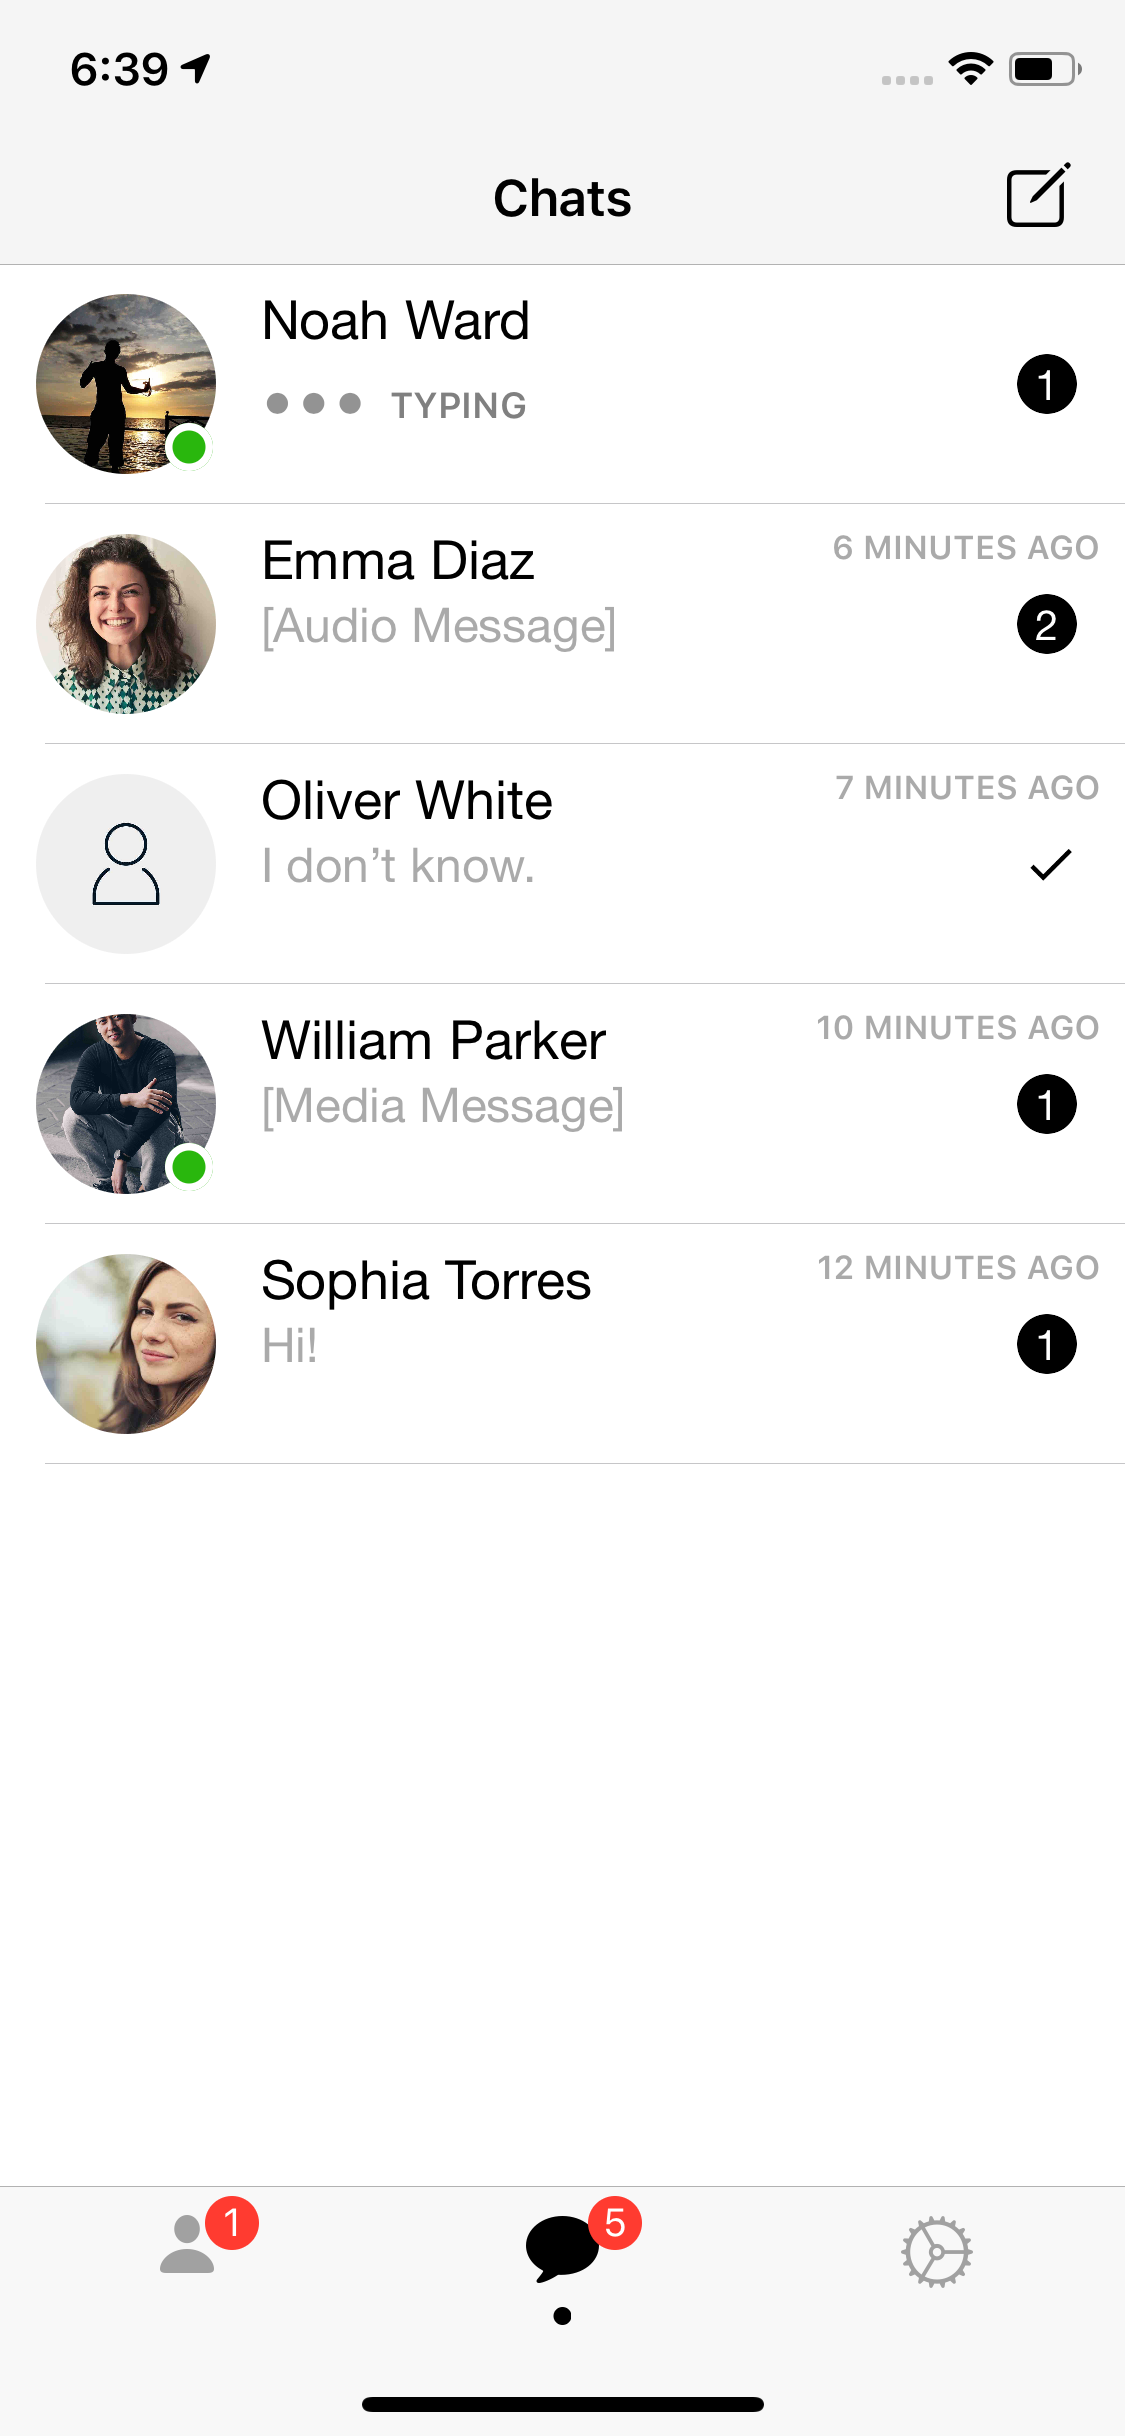 6:39
Chats
Noah Ward
TYPING
1
Emma Diaz
6 MINUTES AGO
[Audio Message]
2
Oliver White
7 MINUTES AGO
I don’t know.
William Parker
10 MINUTES AGO
[Media Message]
1
Sophia Torres
12 MINUTES AGO
Hi!
1
1
5